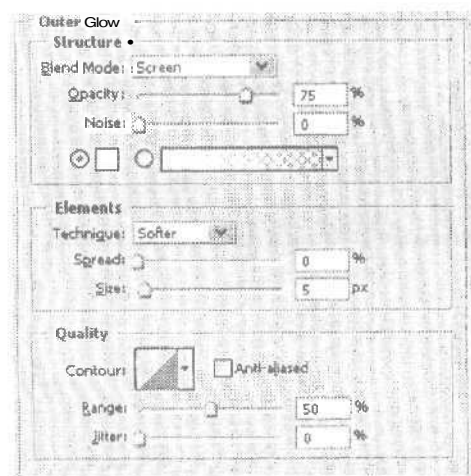 Outer Glow
Structure
Blend Mode: Screen
Opacity: 75 %
Noise: 0 %
Elements
Technique: Softer
Spread: 0 %
Size: 5 px
Quality
Contour: Anti-aliased
Range: 50 %
Jitter: 0 %